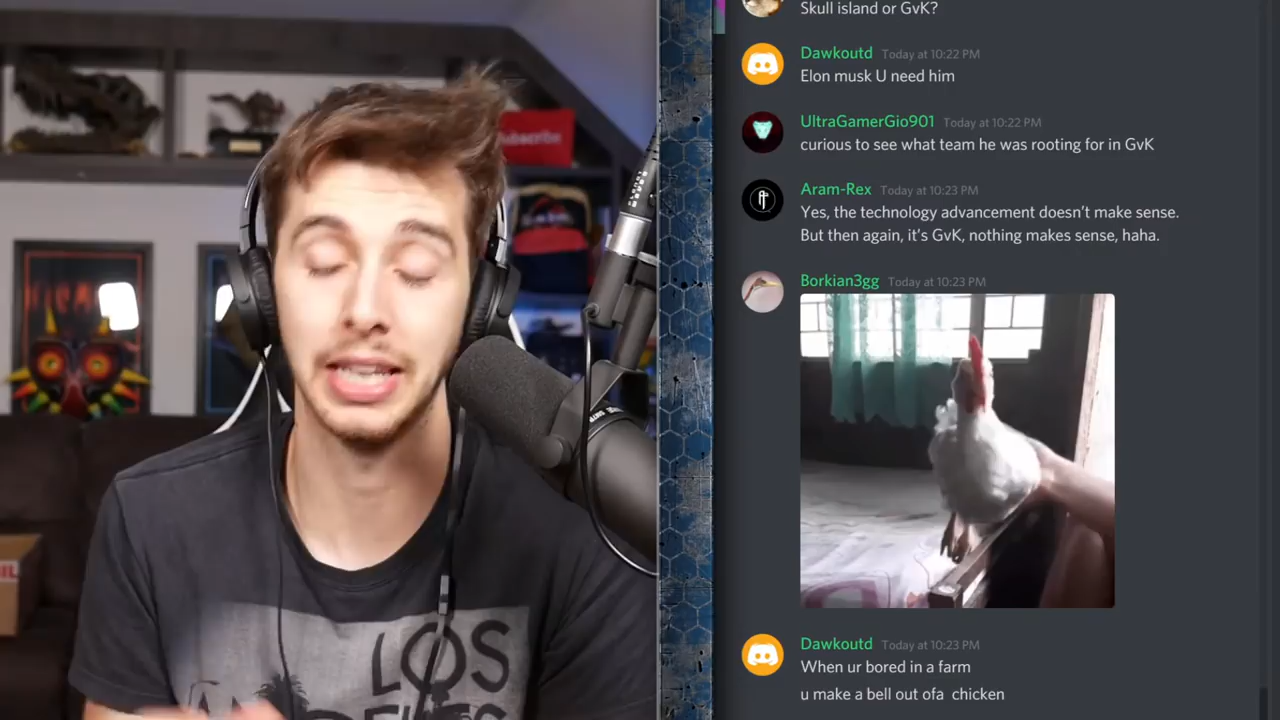 Subscribe
LOS
Skull island or GvK?
Dawkoutd Today at 10:22 PM
Elon musk U need him
UltraGamerGio901 Today at 10:22 PM
curious to see what team he was rooting for in GvK
Aram-Rex Today at 10:23 PM
Yes, the technology advancement doesn't make sense.
But then again, it's GvK, nothing makes sense, haha.
Borkian3gg Today at 10:23 PM
Dawkoutd Today at 10:23 PM
When ur bored in a farm
u make a bell out ofa chicken